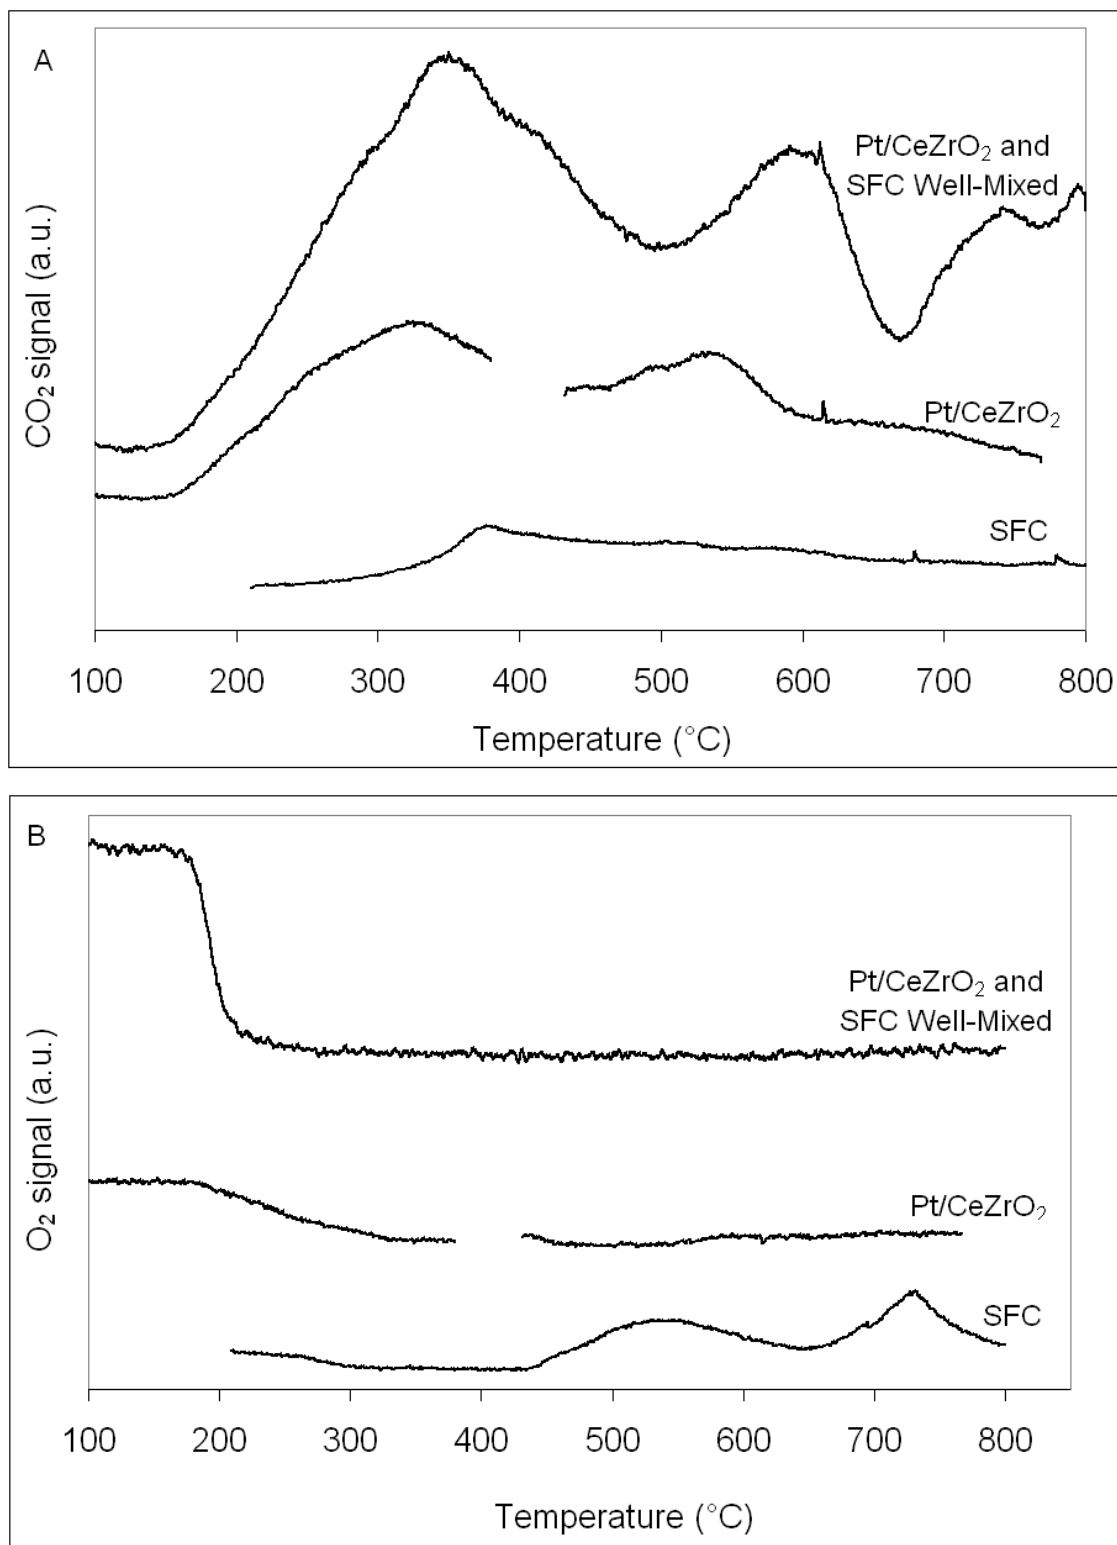 A
CO₂ signal (a.u.)
Pt/CeZrO₂ and
SFC Well-Mixed
Pt/CeZrO₂
SFC
100 200 300 400 500 600 700 800
Temperature (°C)
B
O₂ signal (a.u.)
Pt/CeZrO₂ and
SFC Well-Mixed
Pt/CeZrO₂
SFC
100 200 300 400 500 600 700 800
Temperature (°C)